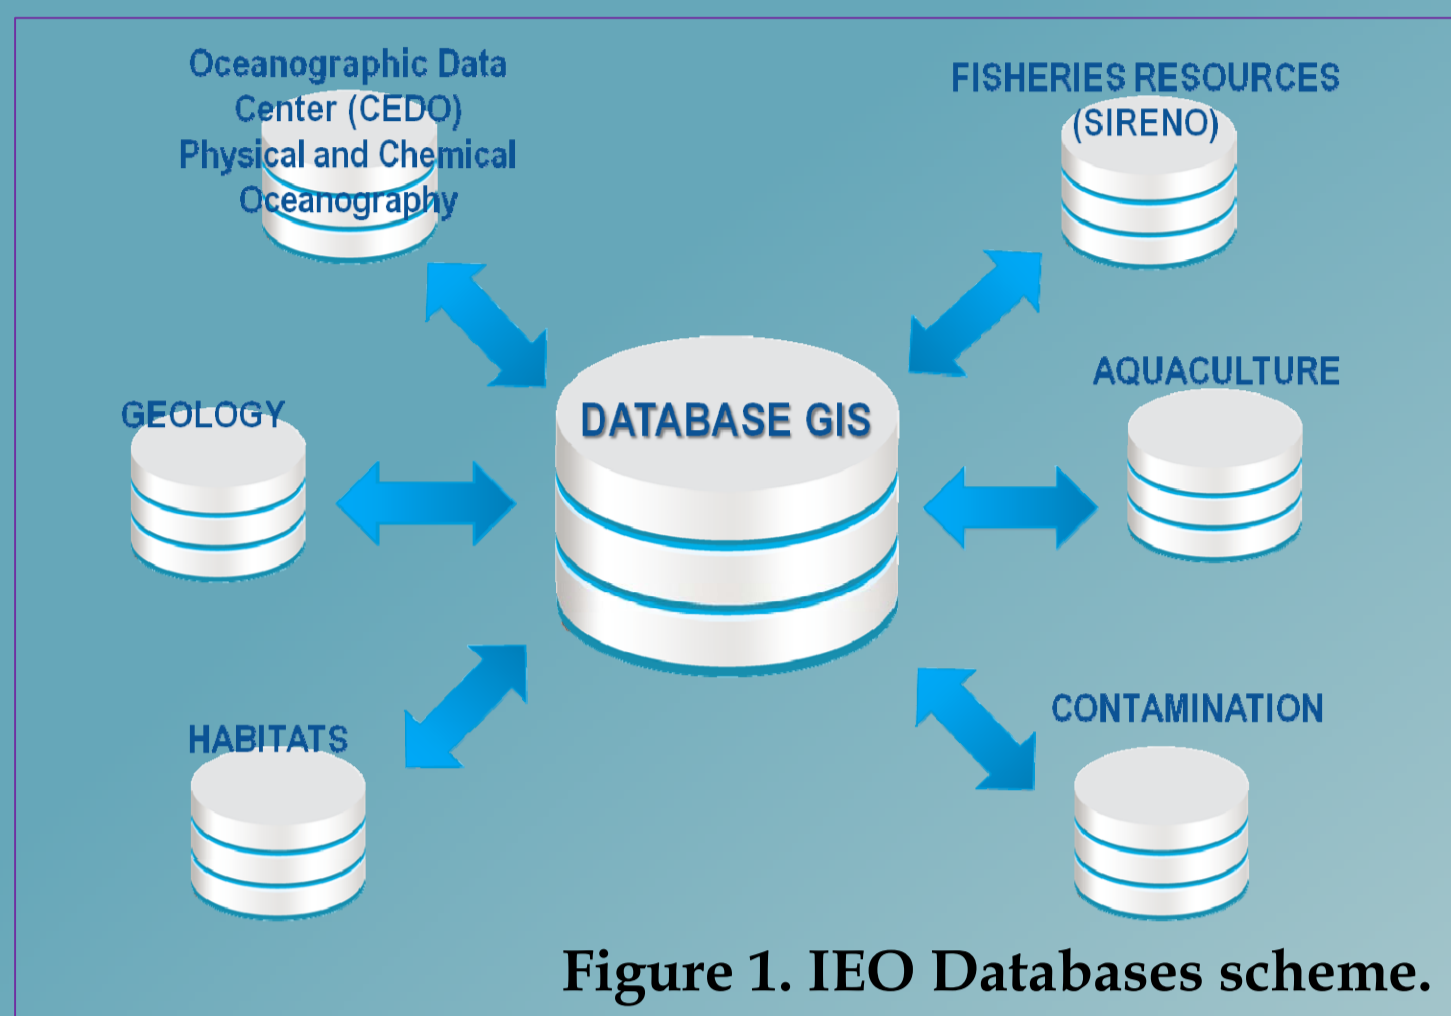 Oceanographic Data
Center (CEDO)
Physical and Chemical
Oceanography
FISHERIES RESOURCES
(SIRENO)
GEOLOGY
DATABASE GIS
AQUACULTURE
HABITATS
CONTAMINATION
Figure 1. IEO Databases scheme.